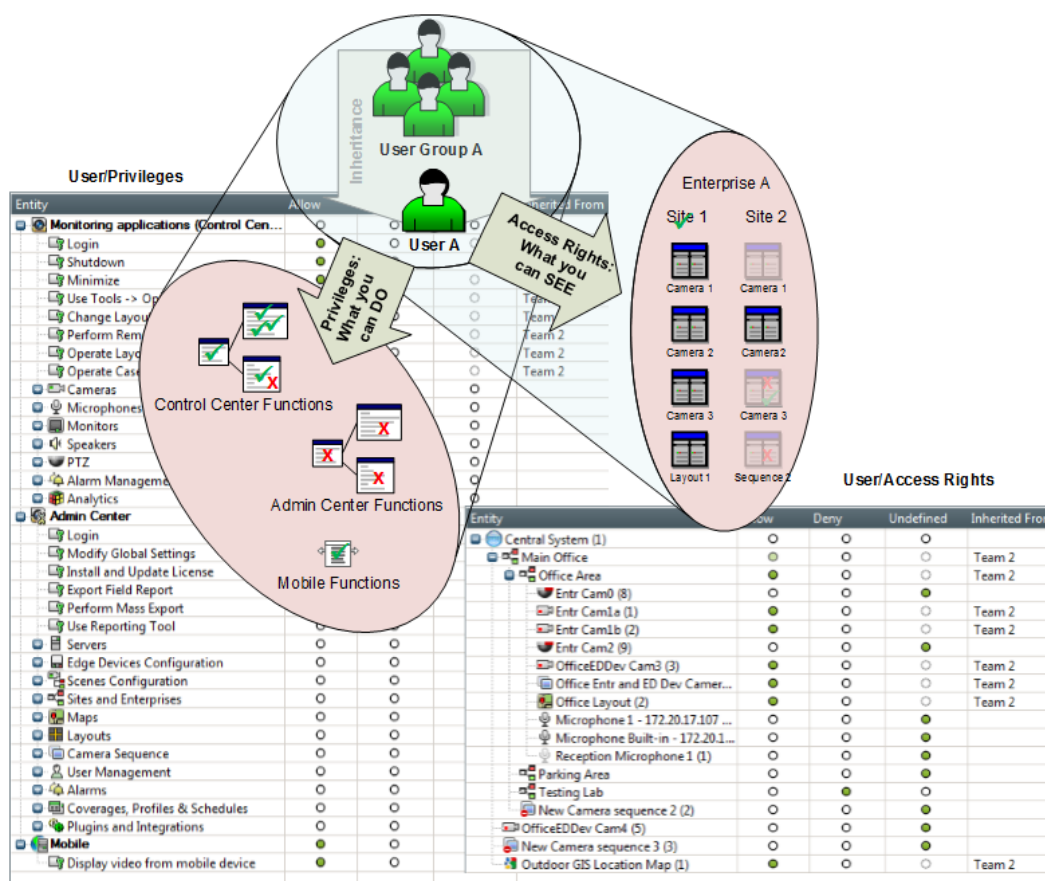 Inheritance
User Group A
User A
User/Privileges
Entity
Allow
Inherited From
Monitoring applications (Control Cen...
Login
Shutdown
Minimize
Use Tools -> Op
Change Layou
Team
Perform Rem
Team 2
Operate Layo
Team 2
Operate Case
Team 2
Cameras
Microphones
Monitors
Speakers
PTZ
Alarm Manageme
Analytics
Admin Center
Login
Modify Global Settings
Install and Update License
Export Field Report
Perform Mass Export
Use Reporting Tool
Servers
Edge Devices Configuration
Scenes Configuration
Sites and Enterprises
Maps
Layouts
Camera Sequence
User Management
Alarms
Coverages, Profiles & Schedules
Plugins and Integrations
Mobile
Display video from mobile device
Privileges:
What you
can DO
Control Center Functions
Admin Center Functions
Mobile Functions
Access Rights:
What you
can SEE
Enterprise A
Site 1 Site 2
Camera 1 Camera 1
Camera 2 Camera2
Camera 3 Camera 3
Layout 1 Sequence 2
User/Access Rights
Entity Deny Undefined Inherited Fro
Central System (1)
Main Office Team 2
Office Area Team 2
Entr Cam0 (8)
Entr Cam1a (1) Team 2
Entr Cam1b (2) Team 2
Entr Cam2 (9)
OfficeEDDev Cam3 (3) Team 2
Office Entr and ED Dev Camer... Team 2
Office Layout (2) Team 2
Microphone 1 - 172.20.17.107 ...
Microphone Built-in - 172.20.1...
Reception Microphone 1 (1)
Parking Area
Testing Lab
New Camera sequence 2 (2)
OfficeEDDev Cam4 (5)
New Camera sequence 3 (3)
Outdoor GIS Location Map (1) Team 2